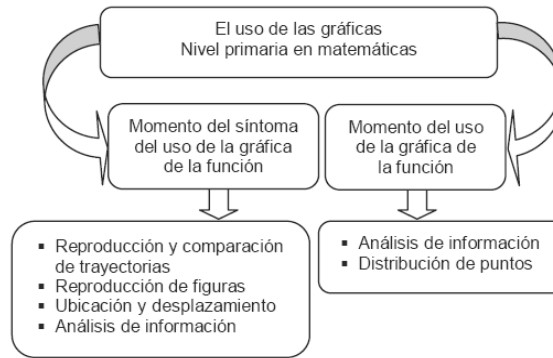 El uso de las gráficas
Nivel primaria en matemáticas
Momento del síntoma
del uso de la gráfica
de la función
Momento del uso
de la gráfica de
la función
▪ Reproducción y comparación
de trayectorias
▪ Reproducción de figuras
▪ Ubicación y desplazamiento
▪ Análisis de información
▪ Análisis de información
▪ Distribución de puntos